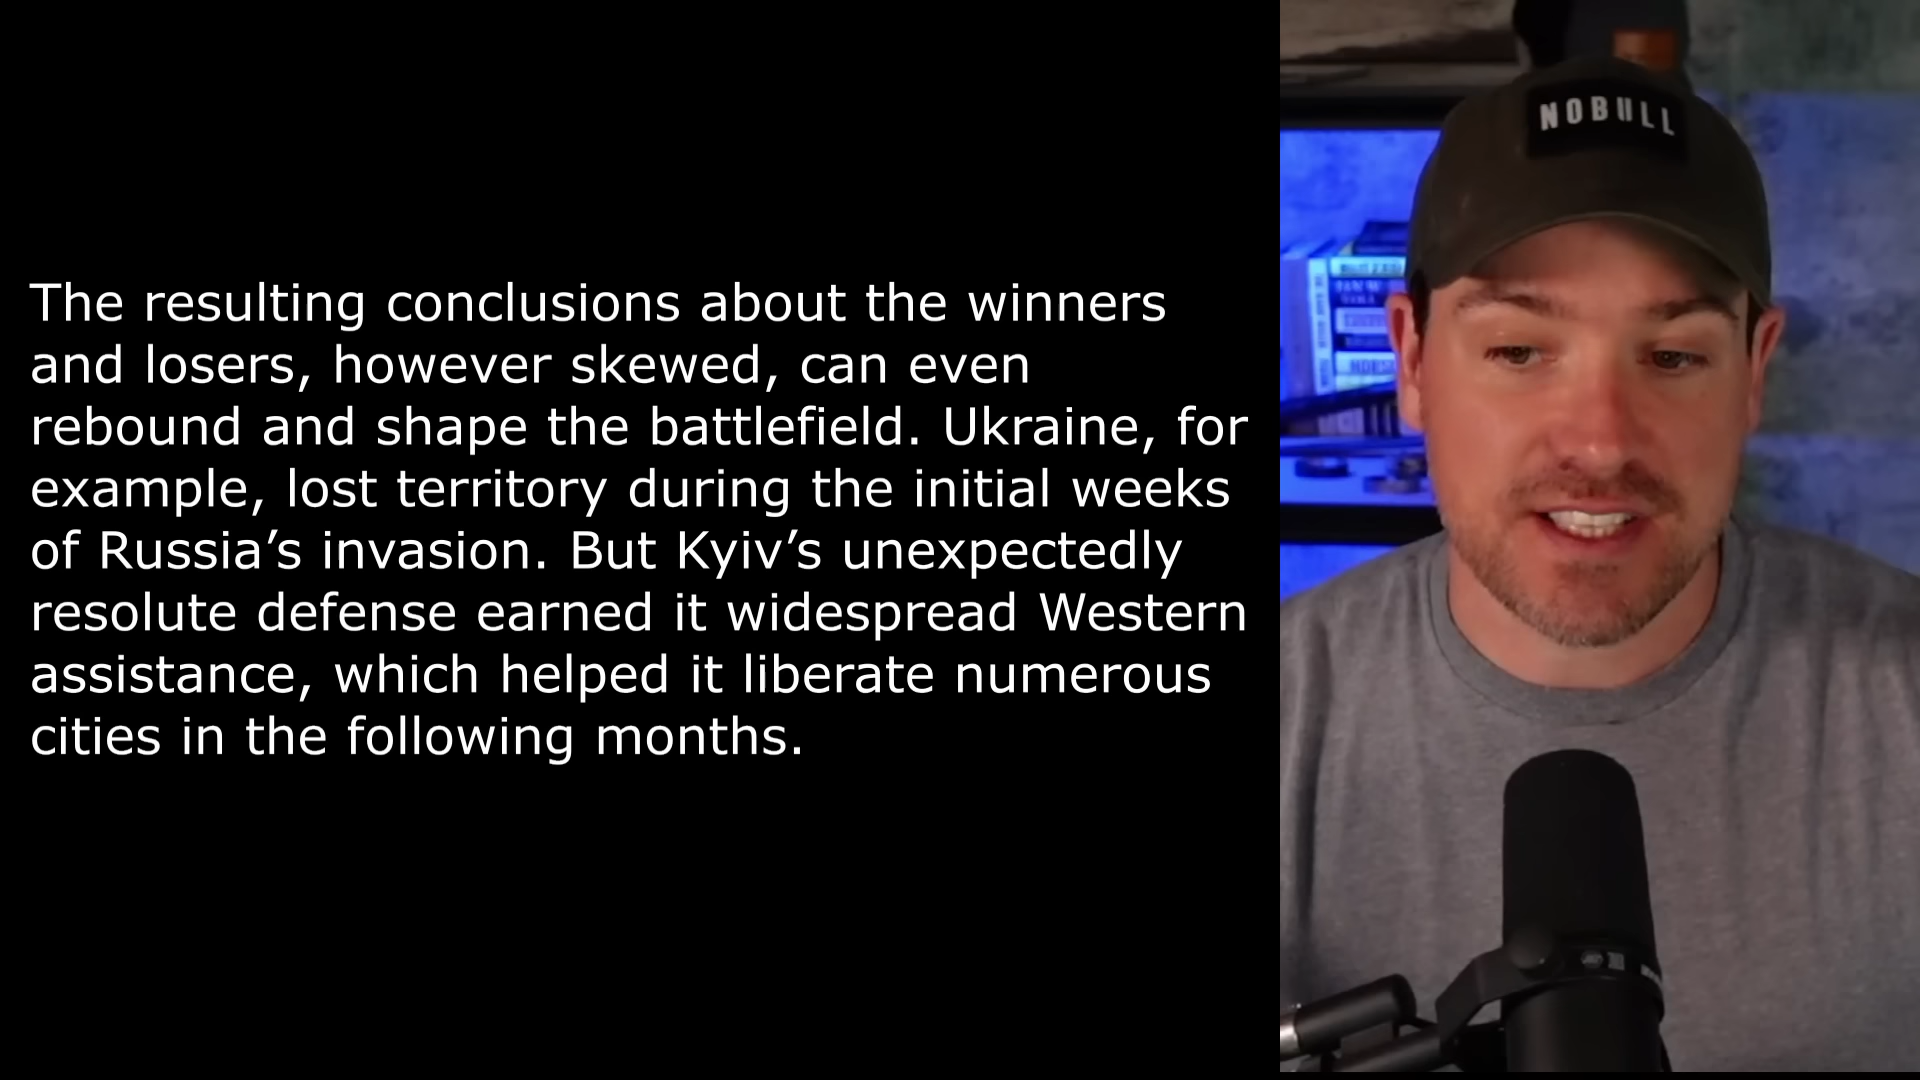 The resulting conclusions about the winners
and losers, however skewed, can even
rebound and shape the battlefield. Ukraine, for
example, lost territory during the initial weeks
of Russia’s invasion. But Kyiv’s unexpectedly
resolute defense earned it widespread Western
assistance, which helped it liberate numerous
cities in the following months.
NOBULL